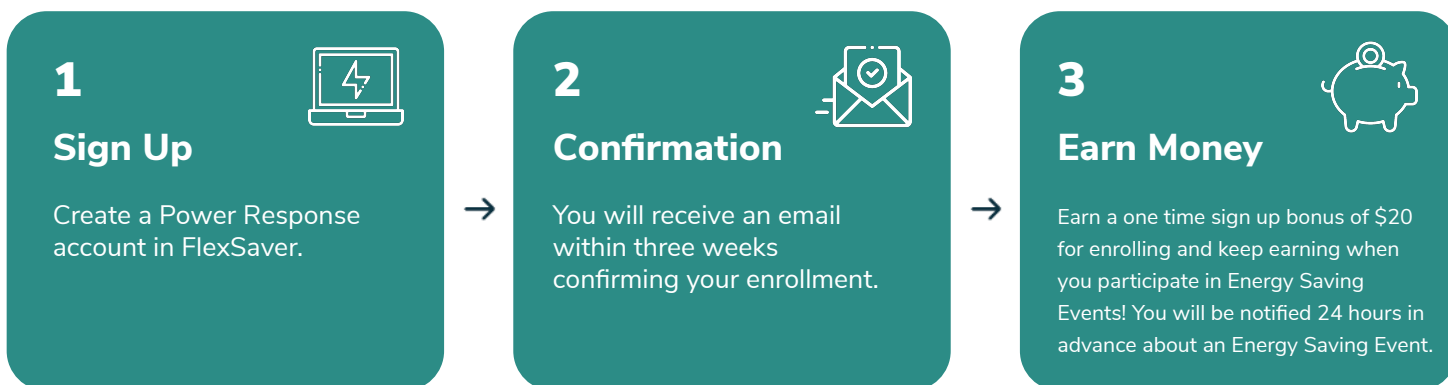 1
Sign Up
Create a Power Response
account in FlexSaver.
2
Confirmation
You will receive an email
within three weeks
confirming your enrollment.
3
Earn Money
Earn a one time sign up bonus of $20
for enrolling and keep earning when
you participate in Energy Saving
Events! You will be notified 24 hours in
advance about an Energy Saving Event.